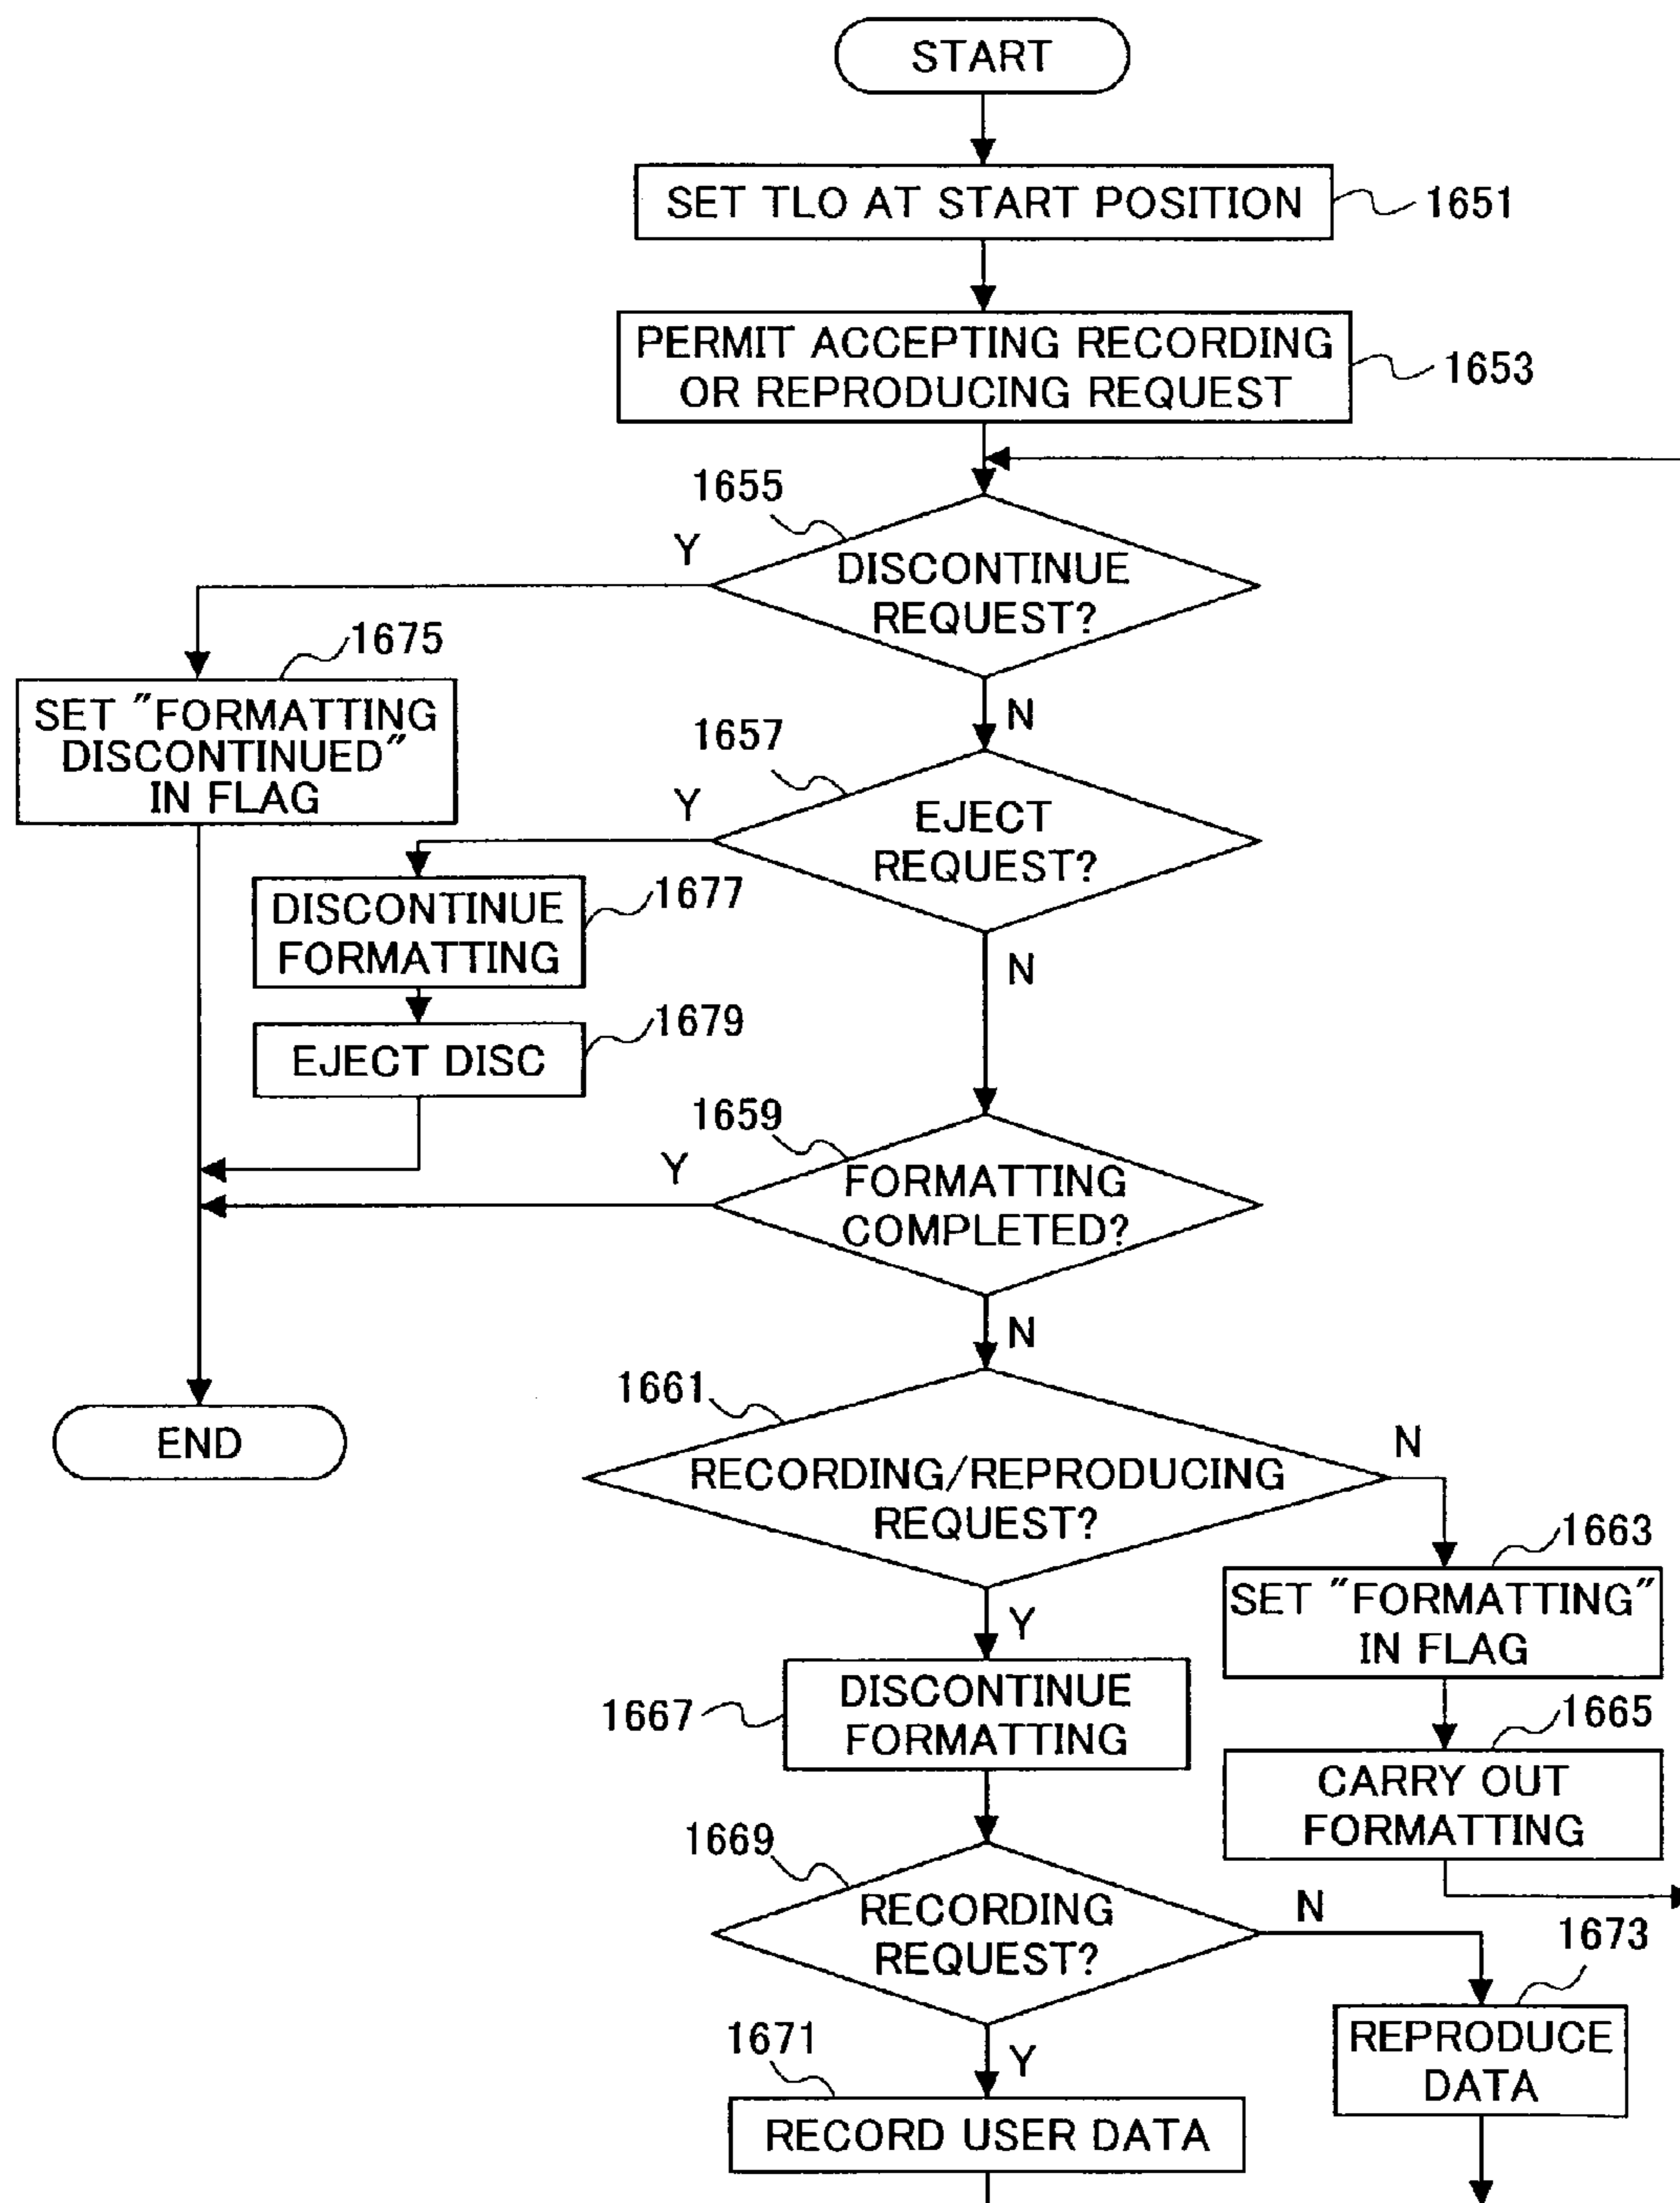 START
SET TLO AT START POSITION
1651
PERMIT ACCEPTING RECORDING
OR REPRODUCING REQUEST
1653
1655
Y
DISCONTINUE
REQUEST?
N
1675
SET "FORMATTING
DISCONTINUED"
IN FLAG
1657
Y
EJECT
REQUEST?
N
1677
DISCONTINUE
FORMATTING
1679
EJECT DISC
1659
Y
FORMATTING
COMPLETED?
N
END
1661
RECORDING/REPRODUCING
REQUEST?
N
Y
1663
SET "FORMATTING"
IN FLAG
1667
DISCONTINUE
FORMATTING
1665
CARRY OUT
FORMATTING
1669
RECORDING
REQUEST?
N
Y
1673
REPRODUCE
DATA
1671
RECORD USER DATA